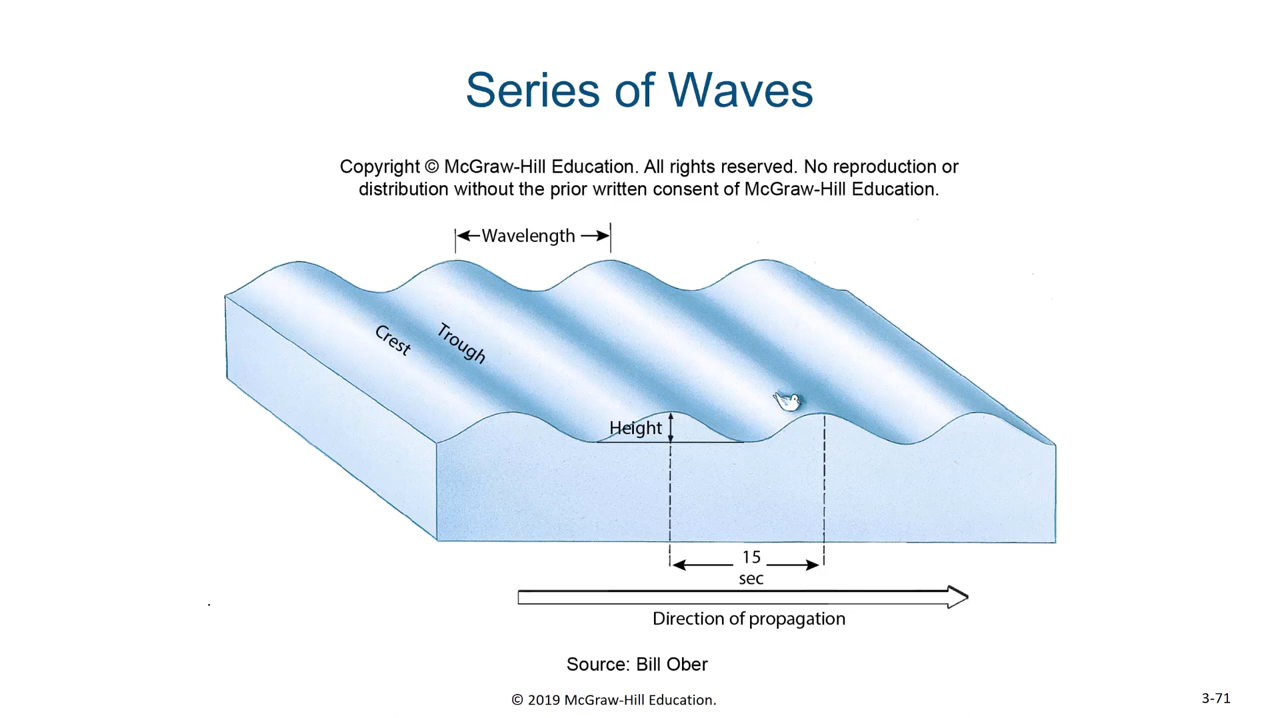 Series of Waves
Copyright © McGraw-Hill Education. All rights reserved. No reproduction or
distribution without the prior written consent of McGraw-Hill Education.
Wavelength
Crest
Trough
Height
15
sec
Direction of propagation
Source: Bill Ober
© 2019 McGraw-Hill Education.
3-71